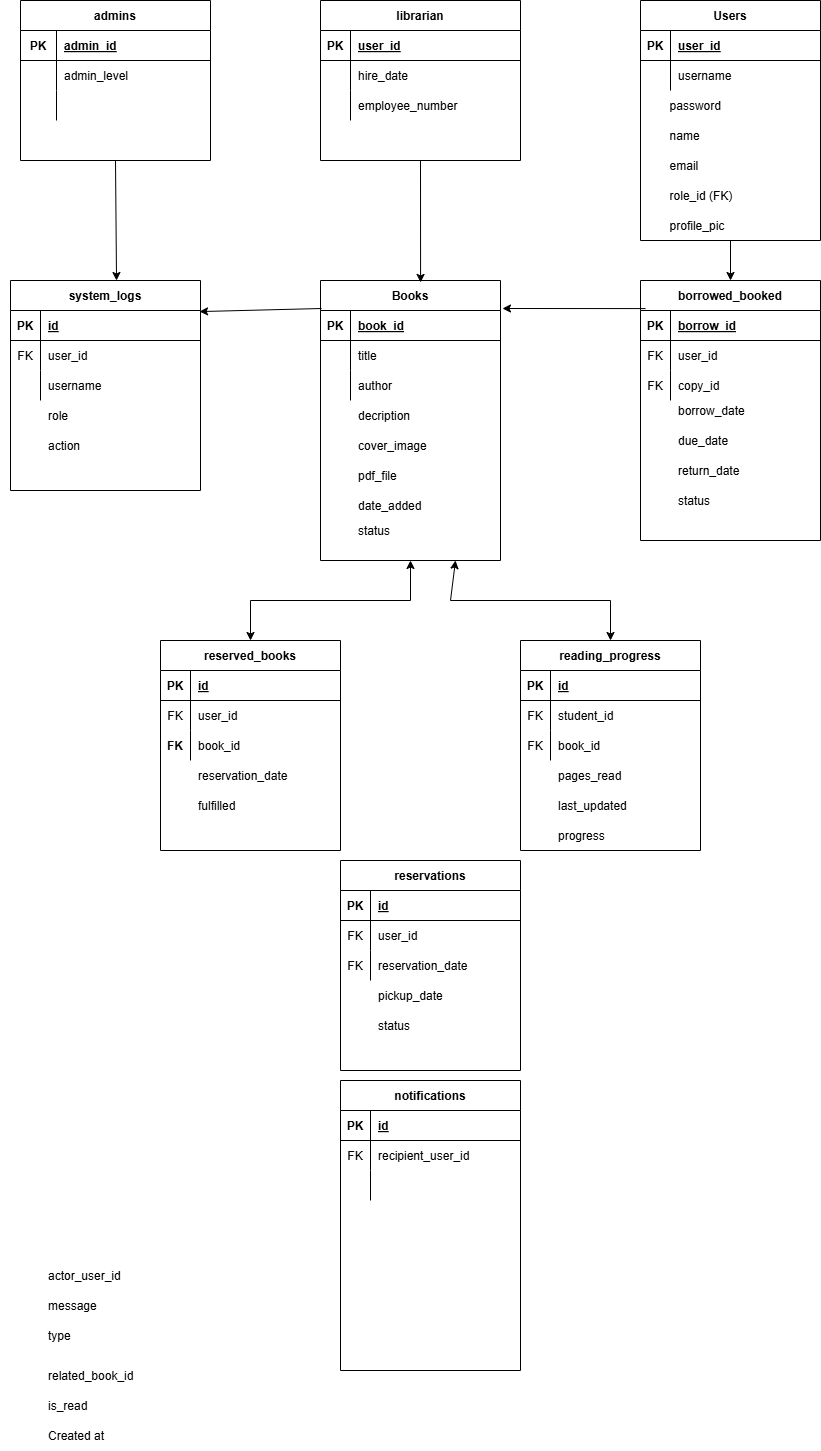 admins
PK admin_id
admin_level
librarian
PK user_id
hire_date
employee_number
Users
PK user_id
username
password
name
email
role_id (FK)
profile_pic
system_logs
PK id
FK user_id
username
role
action
Books
PK book_id
title
author
decription
cover_image
pdf_file
date_added
status
borrowed_booked
PK borrow_id
FK user_id
FK copy_id
borrow_date
due_date
return_date
status
reserved_books
PK id
FK user_id
FK book_id
reservation_date
fulfilled
reading_progress
PK id
FK student_id
FK book_id
pages_read
last_updated
progress
reservations
PK id
FK user_id
FK reservation_date
pickup_date
status
notifications
PK id
FK recipient_user_id
actor_user_id
message
type
related_book_id
is_read
Created at